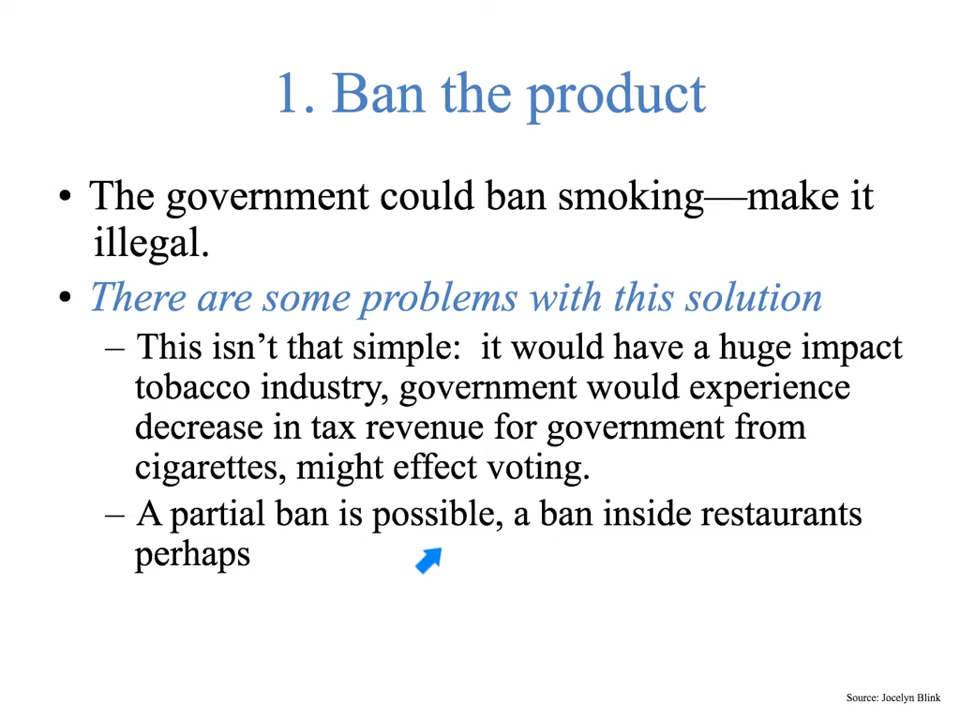 1. Ban the product
• The government could ban smoking—make it
illegal.
• There are some problems with this solution
– This isn’t that simple:  it would have a huge impact
tobacco industry, government would experience
decrease in tax revenue for government from
cigarettes, might effect voting.
– A partial ban is possible, a ban inside restaurants
perhaps
Source: Jocelyn Blink